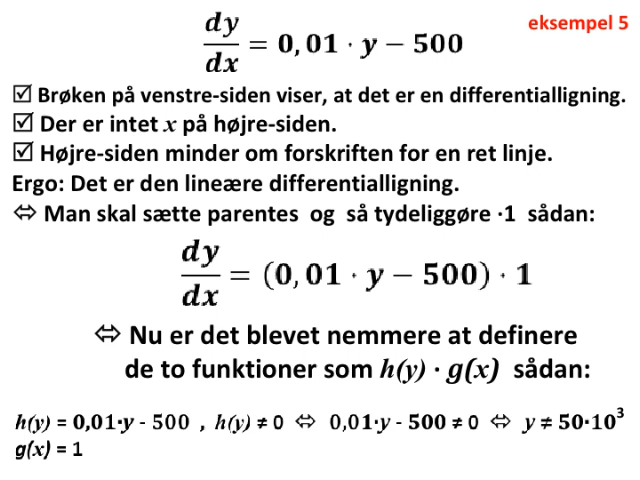 eksempel 5
dy/dx = 0,01 · y − 500
☑ Brøken på venstre-siden viser, at det er en differentialligning.
☑ Der er intet x på højre-siden.
☑ Højre-siden minder om forskriften for en ret linje.
Ergo: Det er den lineære differentialligning.
⇔ Man skal sætte parentes og så tydeliggøre ·1 sådan:
dy/dx = (0,01 · y − 500) · 1
⇔ Nu er det blevet nemmere at definere
de to funktioner som h(y) · g(x) sådan:
h(y) = 0,01·y - 500 , h(y) ≠ 0 ⇔ 0,01·y - 500 ≠ 0 ⇔ y ≠ 50·10³
g(x) = 1